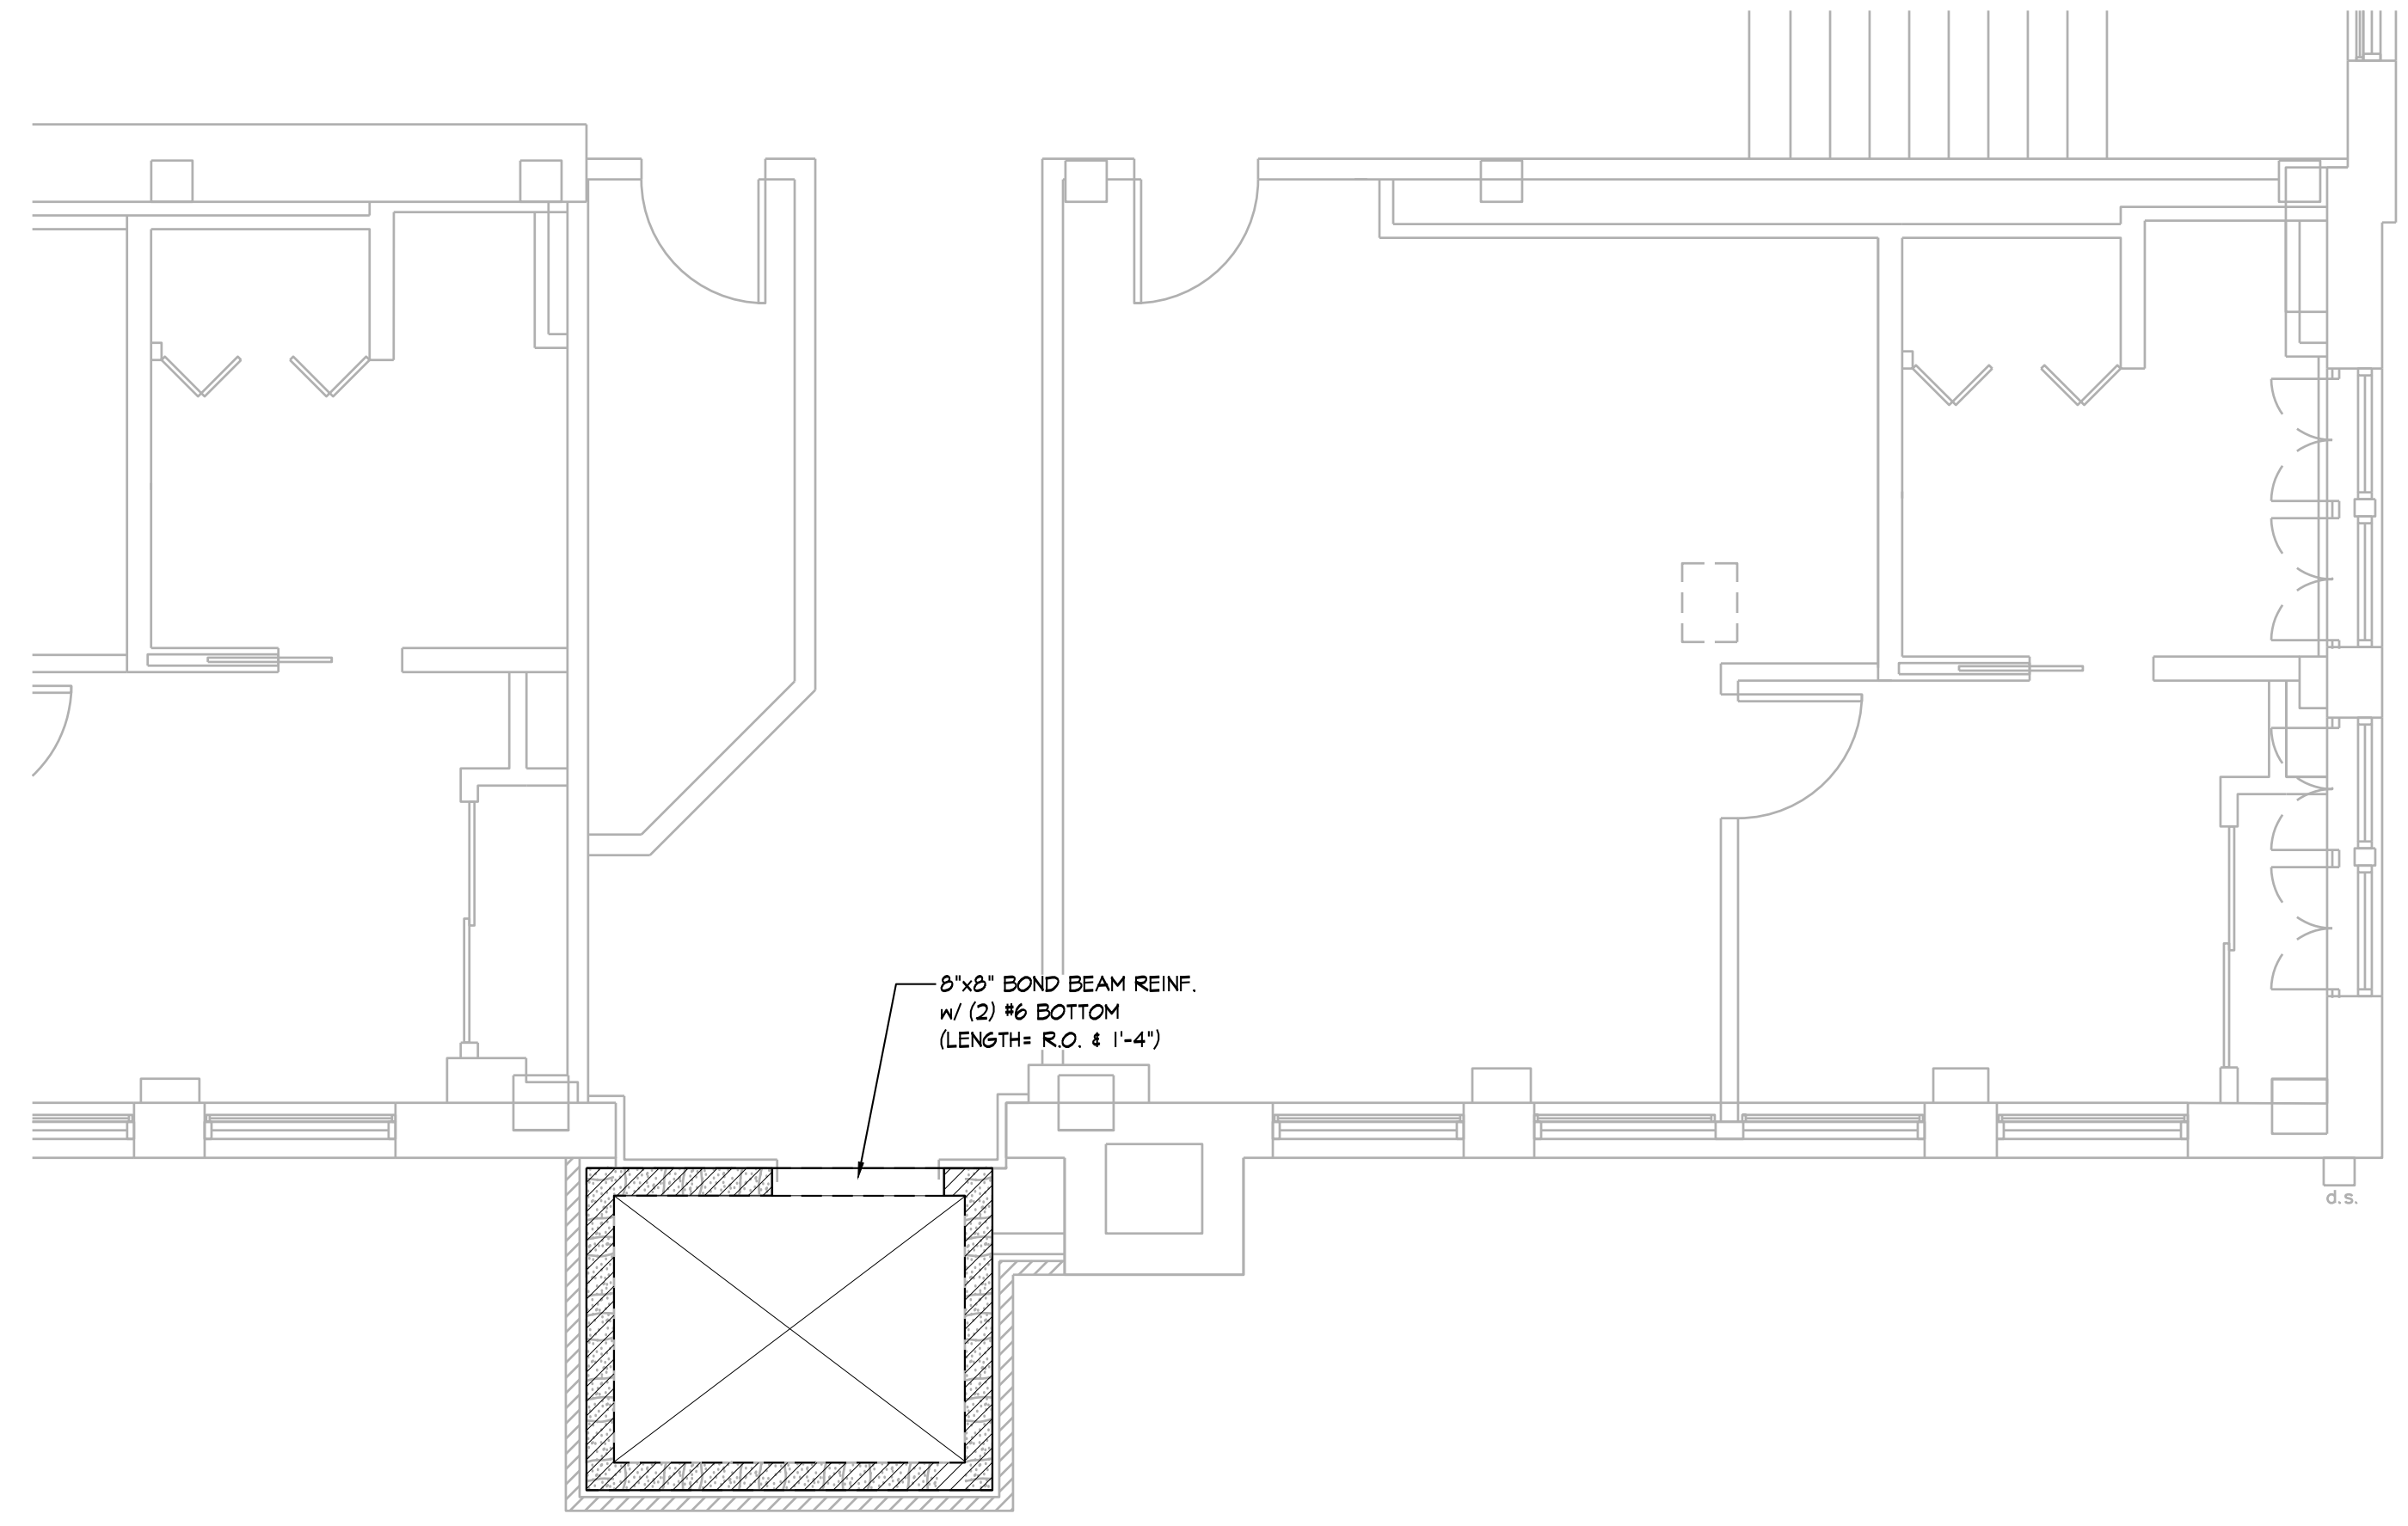 8"x8" BOND BEAM REINF.
w/ (2) #6 BOTTOM
(LENGTH= R.O. & 1'-4")
d.s.